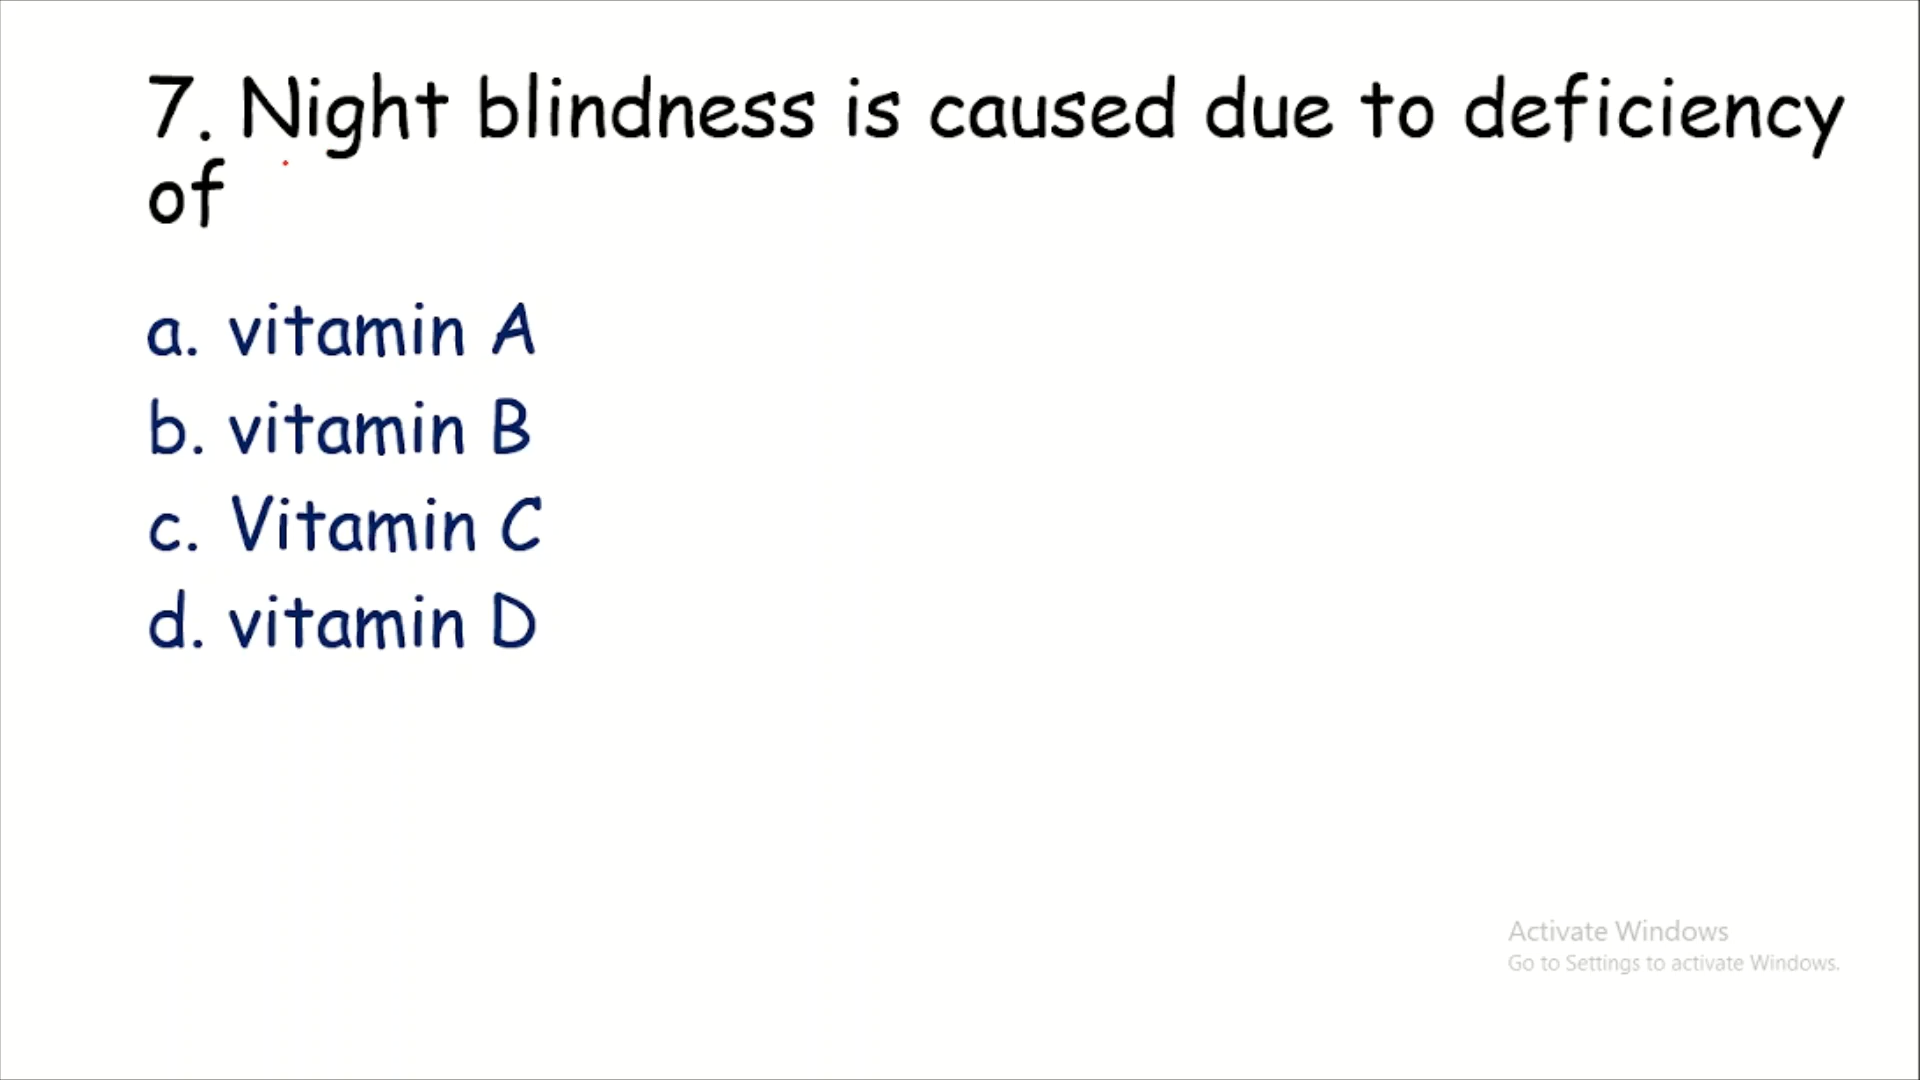 7. Night blindness is caused due to deficiency
of
a. vitamin A
b. vitamin B
c. Vitamin C
d. vitamin D
Activate Windows
Go to Settings to activate Windows.